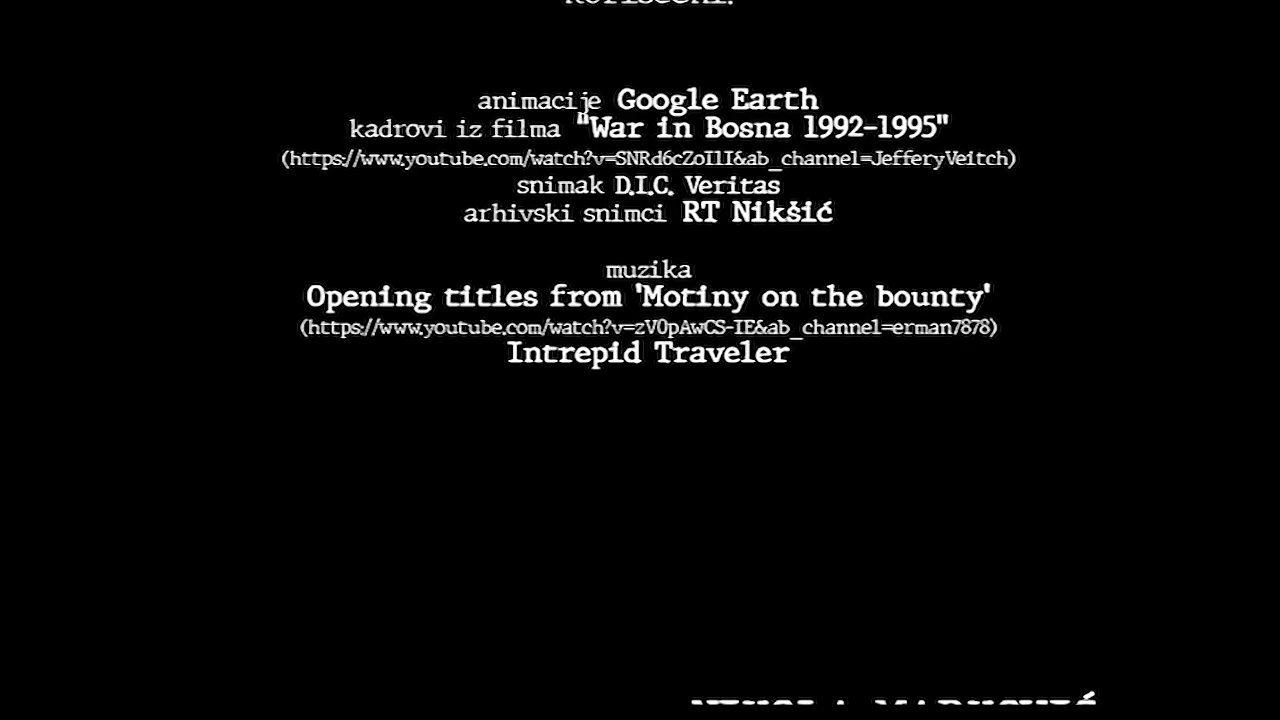 animacije Google Earth
kadrovi iz filma "War in Bosna 1992-1995"
(https://www.youtube.com/watch?v=SNRd6cZoIlI&ab_channel=JefferyVeitch)
snimak D.I.C. Veritas
arhivski snimci RT Nikšić
muzika
Opening titles from 'Motiny on the bounty'
(https://www.youtube.com/watch?v=zV0pAwCS-IE&ab_channel=erman7878)
Intrepid Traveler